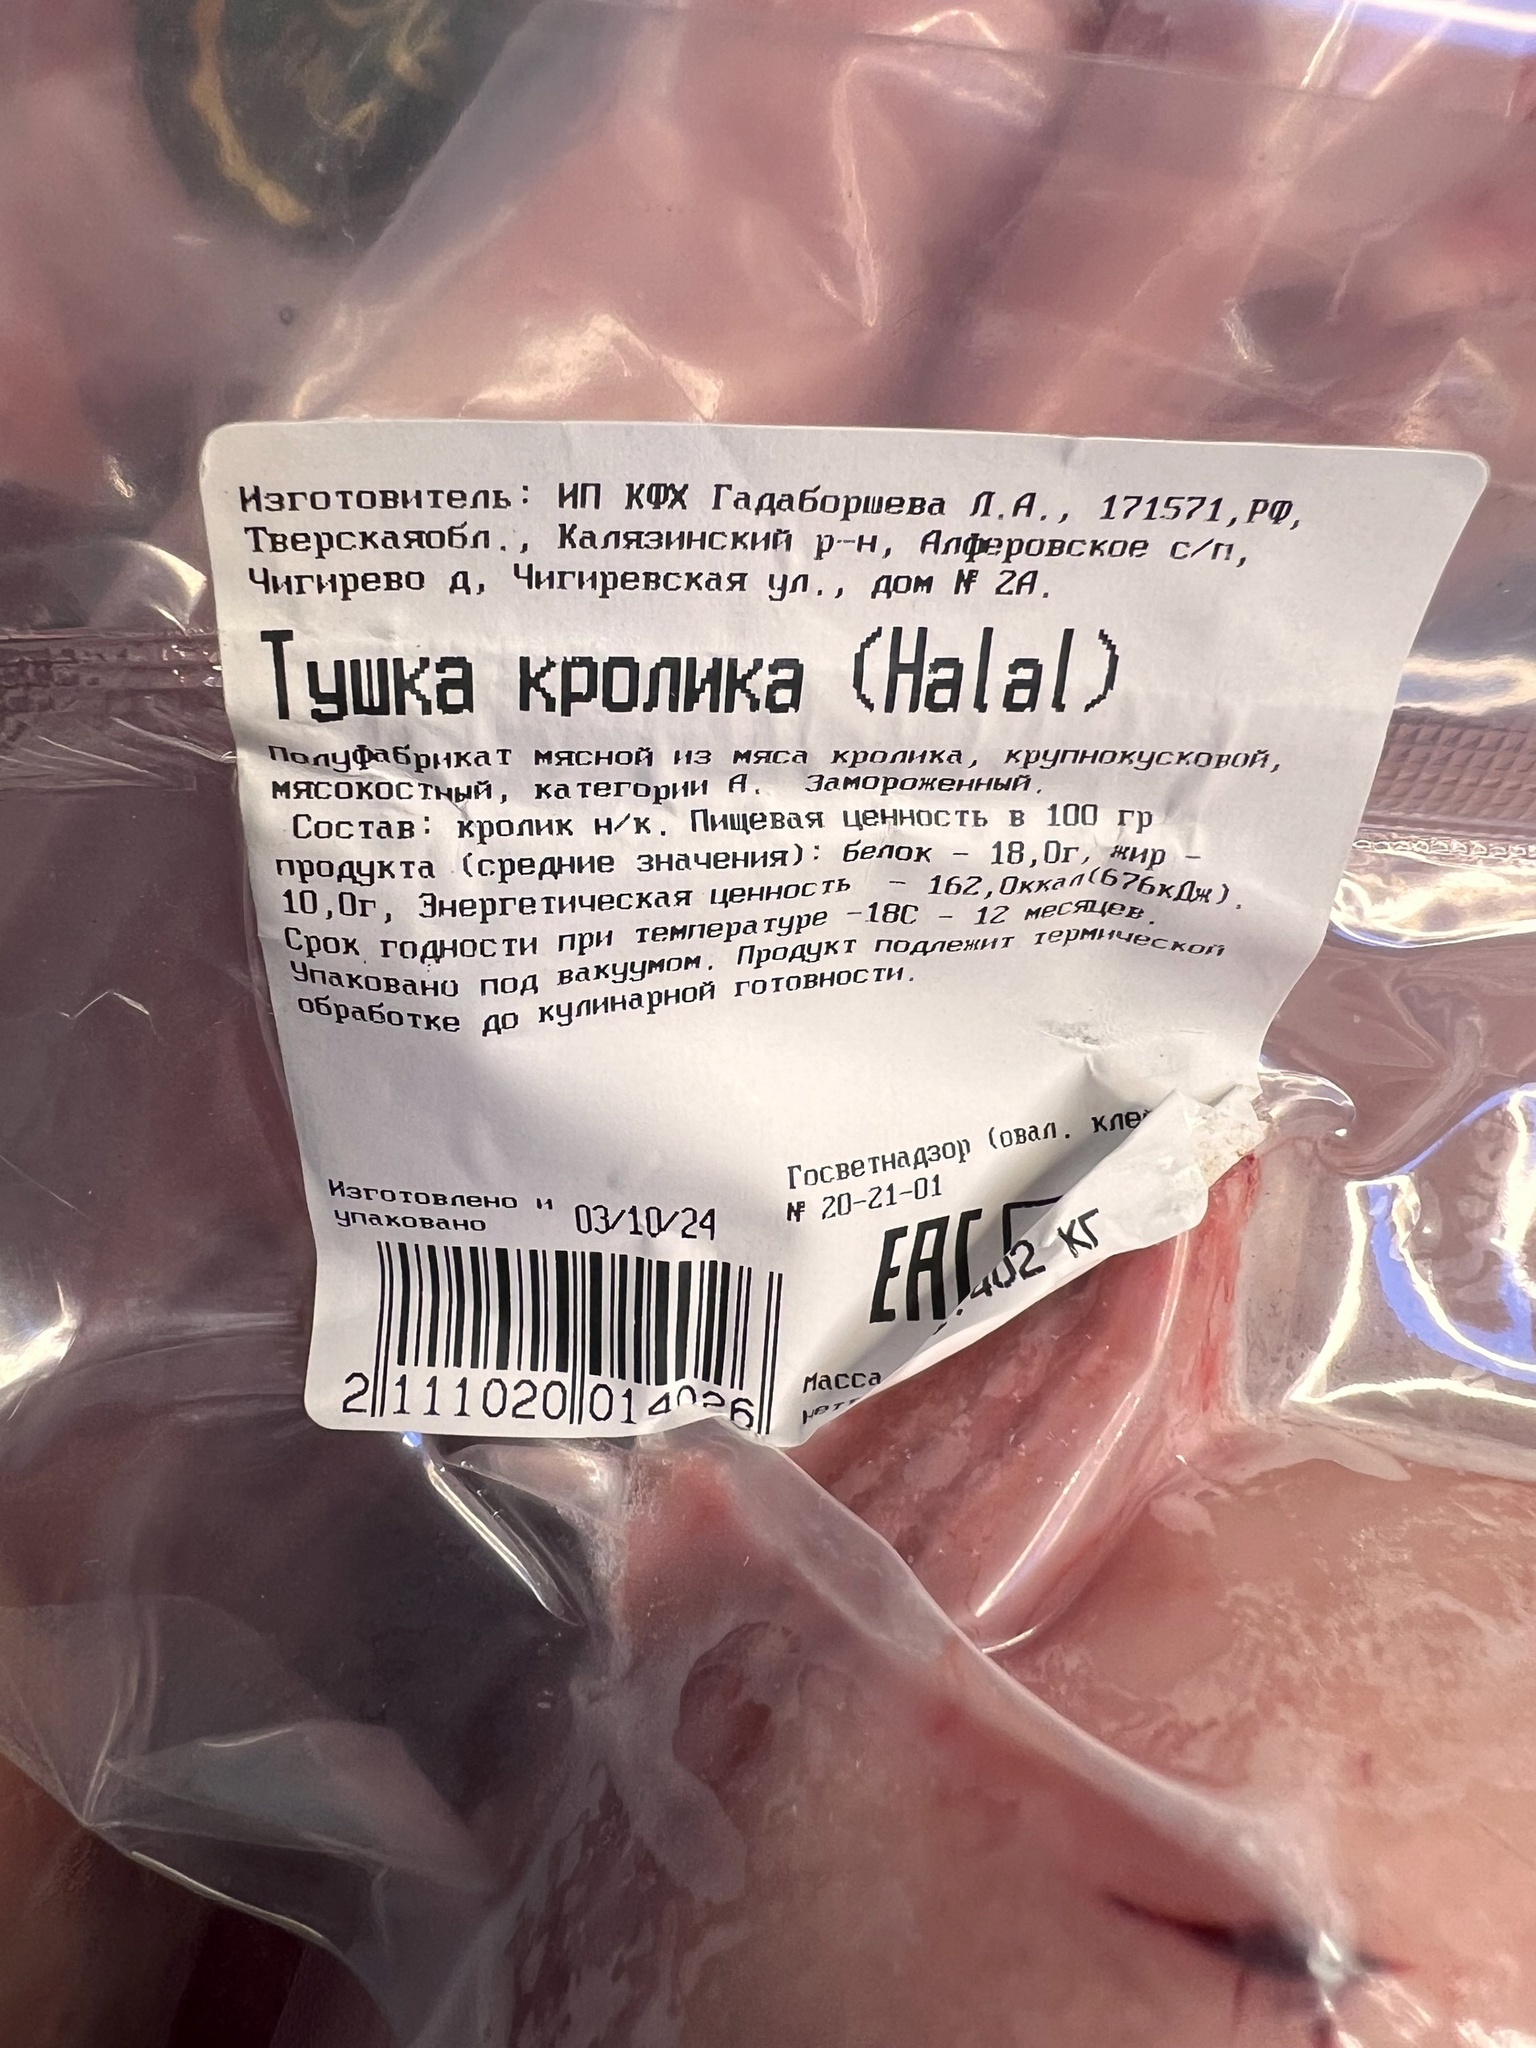 Изготовитель: ИП КФХ Гадаборшева Л.А., 171571,РФ,
Тверскаяобл., Калязинский р-н, Алферовское с/п,
Чигирево д, Чигиревская ул., дом № 2А.
Тушка кролика (Halal)
Полуфабрикат мясной из мяса кролика, крупнокусковой,
мясокостный, категории А. Замороженный.
Состав: кролик н/к. Пищевая ценность в 100 гр
продукта (средние значения): белок - 18,0г, жир -
10,0г, Энергетическая ценность - 162,0ккал(676кДж).
Срок годности при температуре -18С - 12 месяцев.
Упаковано под вакуумом. Продукт подлежит термической
обработке до кулинарной готовности.
Госветнадзор (овал.
№ 20-21-01
Изготовлено и
упаковано 03/10/24
EAC
кг
Масса
2 111020 014026